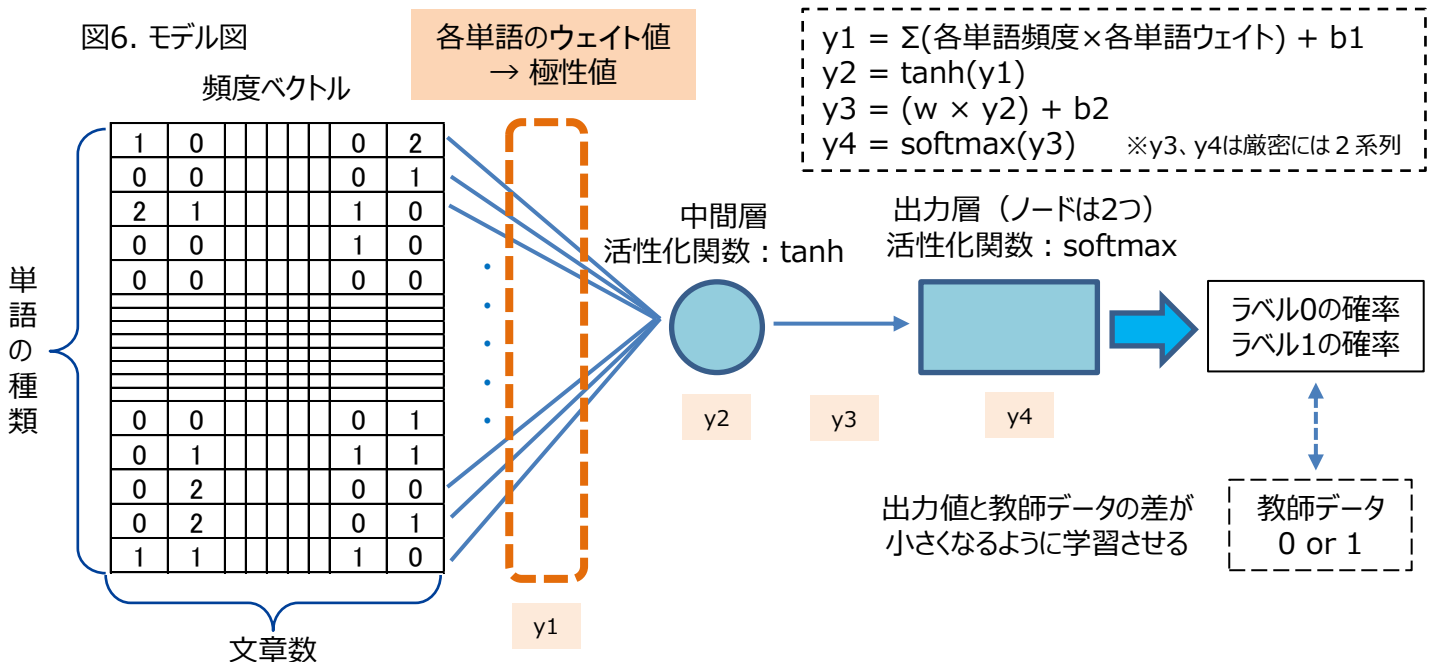 図6. モデル図
各単語のウェイト値
→ 極性値
y1 = Σ(各単語頻度×各単語ウェイト) + b1
y2 = tanh(y1)
y3 = (w × y2) + b2
y4 = softmax(y3) ※y3、y4は厳密には2系列
頻度ベクトル
1 0 0 2
0 0 0 1
2 1 1 0
0 0 1 0
0 0 0 0
0 0 0 1
0 1 1 1
0 2 0 0
0 2 0 1
1 1 1 0
単語の種類
文章数
y1
中間層
活性化関数：tanh
y2
y3
出力層（ノードは2つ）
活性化関数：softmax
y4
ラベル0の確率
ラベル1の確率
出力値と教師データの差が
小さくなるように学習させる
教師データ
0 or 1